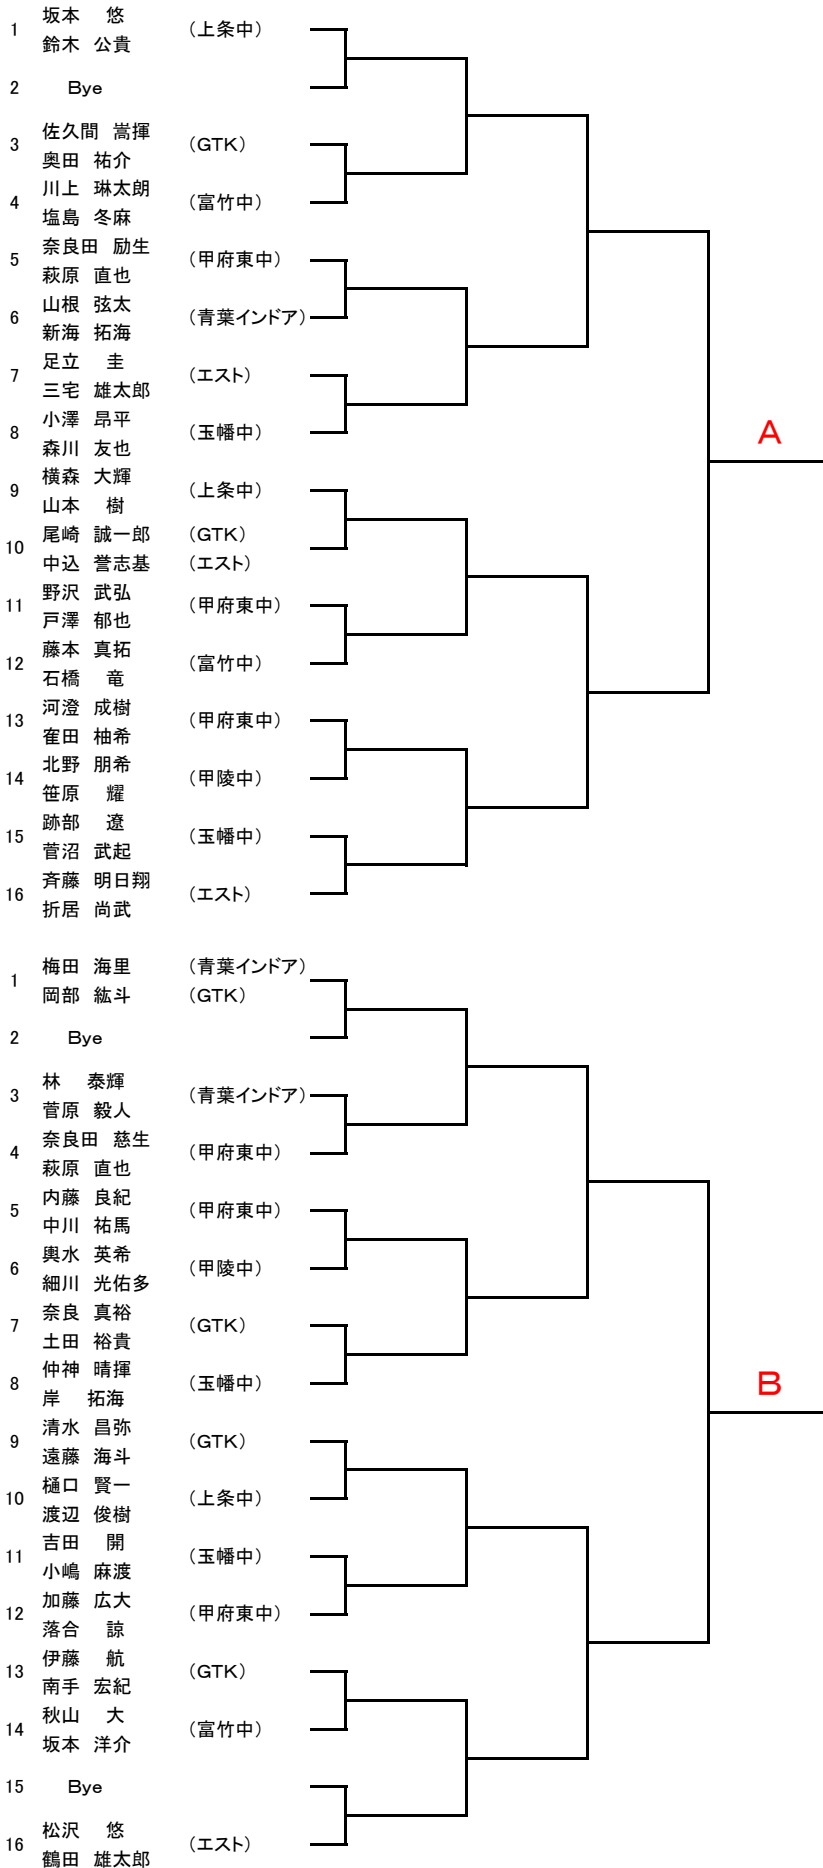 1 坂本 悠 (上条中)
鈴木 公貴
2 Bye
3 佐久間 嵩揮 (GTK)
奥田 祐介
4 川上 琳太朗 (富竹中)
塩島 冬麻
5 奈良田 励生 (甲府東中)
萩原 直也
6 山根 弦太 (青葉インドア)
新海 拓海
7 足立 圭 (エスト)
三宅 雄太郎
8 小澤 昂平 (玉幡中)
森川 友也
9 横森 大輝 (上条中)
山本 樹
10 尾崎 誠一郎 (GTK)
中込 誉志基 (エスト)
11 野沢 武弘 (甲府東中)
戸澤 郁也
12 藤本 真拓 (富竹中)
石橋 竜
13 河澄 成樹 (甲府東中)
窪田 柚希
14 北野 朋希 (甲陵中)
笹原 耀
15 跡部 遼 (玉幡中)
菅沼 武起
16 斉藤 明日翔 (エスト)
折居 尚武
A
1 梅田 海里 (青葉インドア)
岡部 紘斗 (GTK)
2 Bye
3 林 泰輝 (青葉インドア)
菅原 毅人
4 奈良田 慈生 (甲府東中)
萩原 直也
5 内藤 良紀 (甲府東中)
中川 祐馬
6 輿水 英希 (甲陵中)
細川 光佑多
7 奈良 真裕 (GTK)
土田 裕貴
8 仲神 晴揮 (玉幡中)
岸 拓海
9 清水 昌弥 (GTK)
遠藤 海斗
10 樋口 賢一 (上条中)
渡辺 俊樹
11 吉田 開 (玉幡中)
小嶋 麻渡
12 加藤 広大 (甲府東中)
落合 諒
13 伊藤 航 (GTK)
南手 宏紀
14 秋山 大 (富竹中)
坂本 洋介
15 Bye
16 松沢 悠 (エスト)
鶴田 雄太郎
B